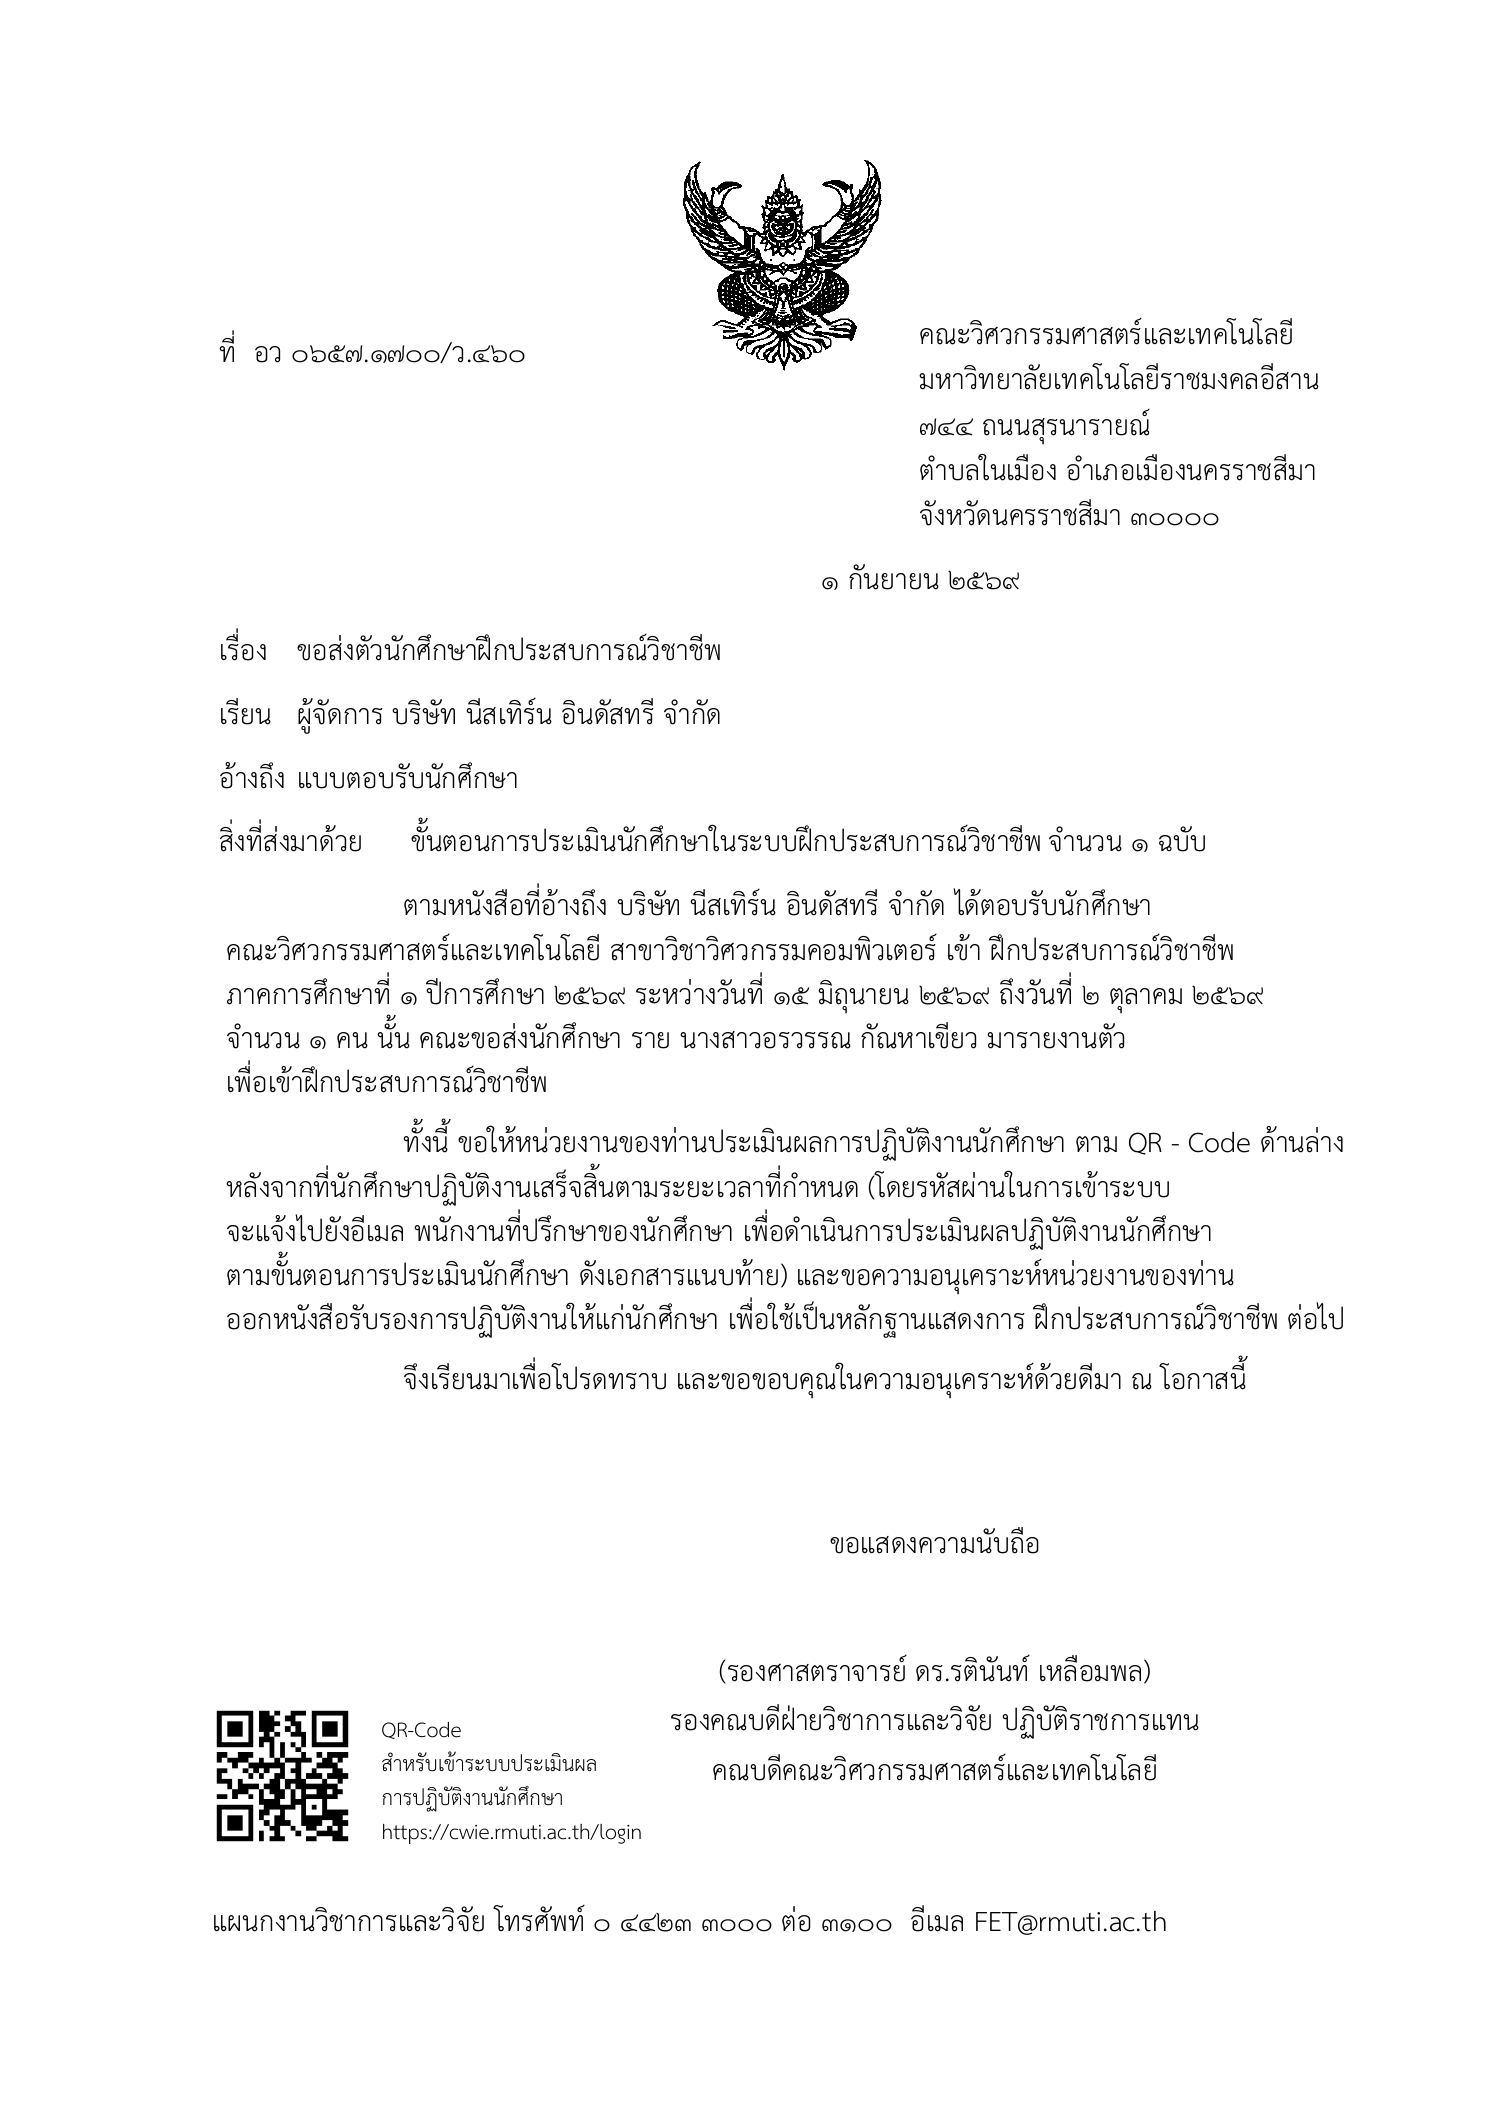 ที่ อว ๐๖๕๗.๑๗๐๐/ว.๔๖๐
คณะวิศวกรรมศาสตร์และเทคโนโลยี
มหาวิทยาลัยเทคโนโลยีราชมงคลอีสาน
๗๔๔ ถนนสุรนารายณ์
ตำบลในเมือง อำเภอเมืองนครราชสีมา
จังหวัดนครราชสีมา ๓๐๐๐๐
๑ กันยายน ๒๕๖๙
เรื่อง ขอส่งตัวนักศึกษาฝึกประสบการณ์วิชาชีพ
เรียน ผู้จัดการ บริษัท นีสเทิร์น อินดัสทรี จำกัด
อ้างถึง แบบตอบรับนักศึกษา
สิ่งที่ส่งมาด้วย ขั้นตอนการประเมินนักศึกษาในระบบฝึกประสบการณ์วิชาชีพ จำนวน ๑ ฉบับ
ตามหนังสือที่อ้างถึง บริษัท นีสเทิร์น อินดัสทรี จำกัด ได้ตอบรับนักศึกษา
คณะวิศวกรรมศาสตร์และเทคโนโลยี สาขาวิชาวิศวกรรมคอมพิวเตอร์ เข้า ฝึกประสบการณ์วิชาชีพ
ภาคการศึกษาที่ ๑ ปีการศึกษา ๒๕๖๙ ระหว่างวันที่ ๑๕ มิถุนายน ๒๕๖๙ ถึงวันที่ ๒ ตุลาคม ๒๕๖๙
จำนวน ๑ คน นั้น คณะขอส่งนักศึกษา ราย นางสาวอรวรรณ กัณหาเขียว มารายงานตัว
เพื่อเข้าฝึกประสบการณ์วิชาชีพ
ทั้งนี้ ขอให้หน่วยงานของท่านประเมินผลการปฏิบัติงานนักศึกษา ตาม QR - Code ด้านล่าง
หลังจากที่นักศึกษาปฏิบัติงานเสร็จสิ้นตามระยะเวลาที่กำหนด (โดยรหัสผ่านในการเข้าระบบ
จะแจ้งไปยังอีเมล พนักงานที่ปรึกษาของนักศึกษา เพื่อดำเนินการประเมินผลปฏิบัติงานนักศึกษา
ตามขั้นตอนการประเมินนักศึกษา ดังเอกสารแนบท้าย) และขอความอนุเคราะห์หน่วยงานของท่าน
ออกหนังสือรับรองการปฏิบัติงานให้แก่นักศึกษา เพื่อใช้เป็นหลักฐานแสดงการ ฝึกประสบการณ์วิชาชีพ ต่อไป
จึงเรียนมาเพื่อโปรดทราบ และขอขอบคุณในความอนุเคราะห์ด้วยดีมา ณ โอกาสนี้
ขอแสดงความนับถือ
(รองศาสตราจารย์ ดร.รตินันท์ เหลือมพล)
รองคณบดีฝ่ายวิชาการและวิจัย ปฏิบัติราชการแทน
คณบดีคณะวิศวกรรมศาสตร์และเทคโนโลยี
QR-Code
สำหรับเข้าระบบประเมินผล
การปฏิบัติงานนักศึกษา
https://cwie.rmuti.ac.th/login
แผนกงานวิชาการและวิจัย โทรศัพท์ ๐ ๔๔๒๓ ๓๐๐๐ ต่อ ๓๑๐๐ อีเมล FET@rmuti.ac.th